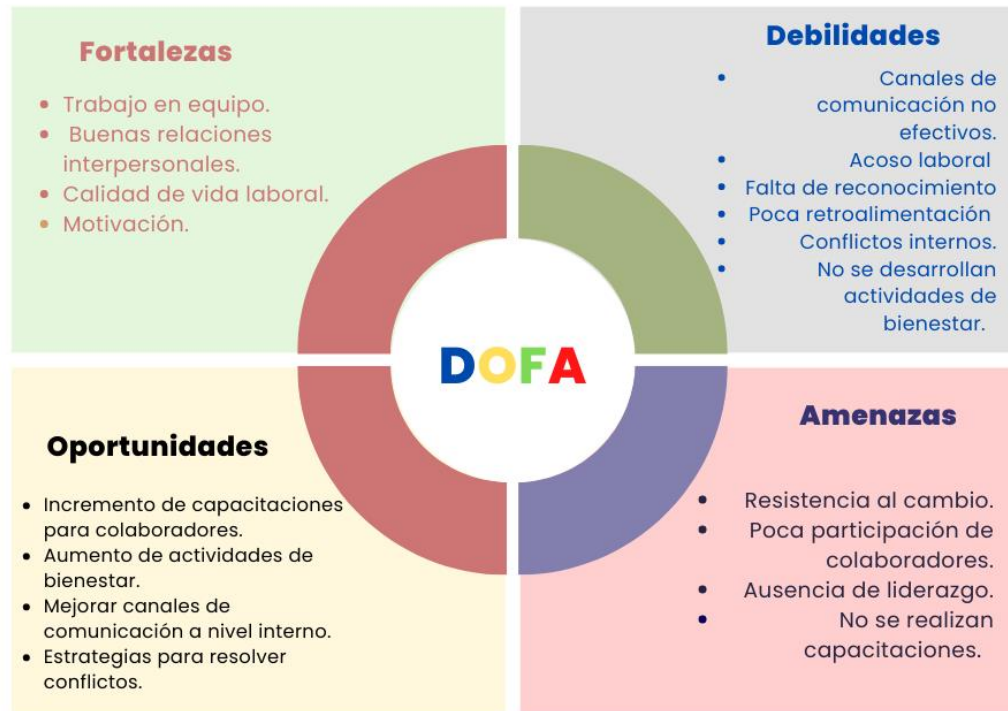 Fortalezas
• Trabajo en equipo.
• Buenas relaciones
interpersonales.
• Calidad de vida laboral.
• Motivación.
Debilidades
• Canales de
comunicación no
efectivos.
• Acoso laboral
• Falta de reconocimiento
• Poca retroalimentación
• Conflictos internos.
• No se desarrollan
actividades de
bienestar.
DOFA
Oportunidades
• Incremento de capacitaciones
para colaboradores.
• Aumento de actividades de
bienestar.
• Mejorar canales de
comunicación a nivel interno.
• Estrategias para resolver
conflictos.
Amenazas
• Resistencia al cambio.
• Poca participación de
colaboradores.
• Ausencia de liderazgo.
• No se realizan
capacitaciones.